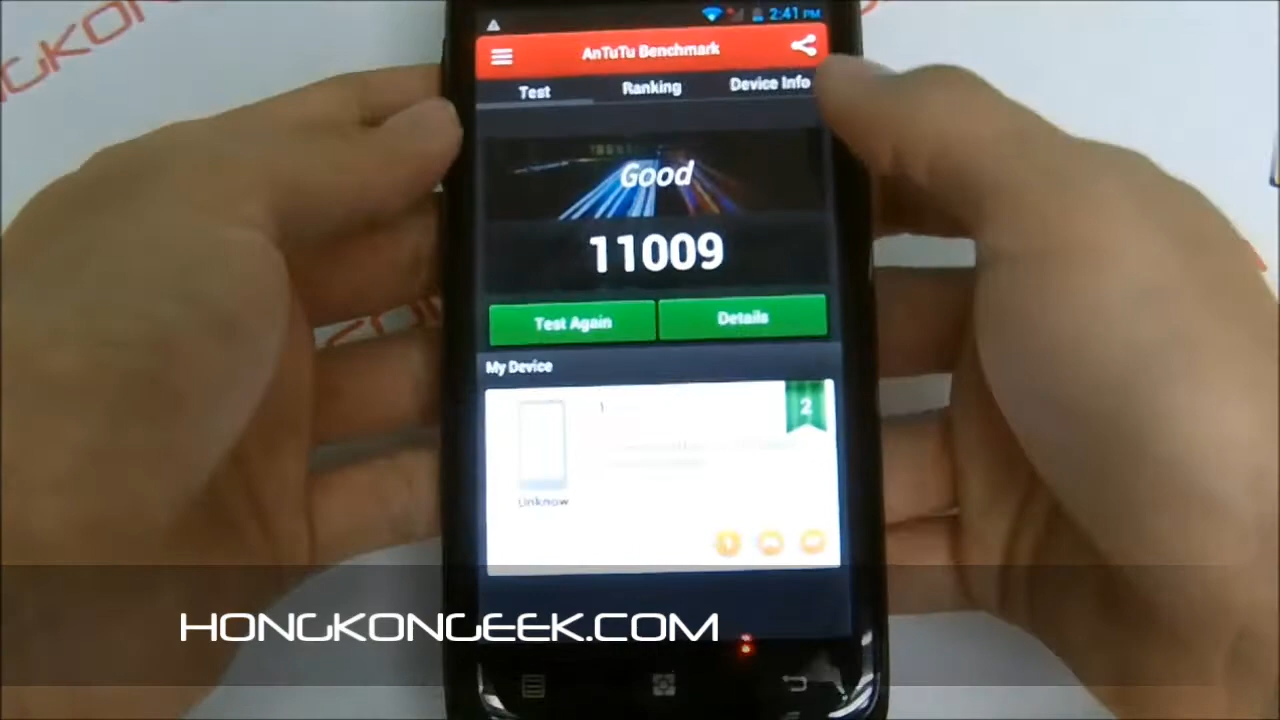 2:41 PM
AnTuTu Benchmark
Test
Ranking
Device Info
Good
11009
Test Again
Details
My Device
2
Unknow
HONGKONGEEK.COM